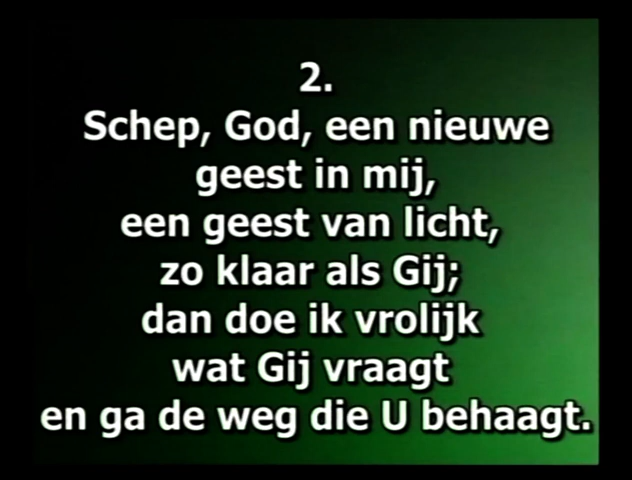 2.
Schep, God, een nieuwe
geest in mij,
een geest van licht,
zo klaar als Gij;
dan doe ik vrolijk
wat Gij vraagt
en ga de weg die U behaagt.